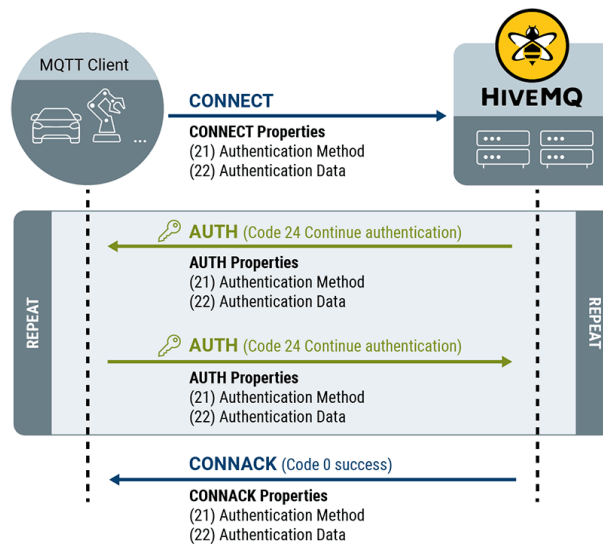 MQTT Client
...
HIVEMQ
CONNECT
CONNECT Properties
(21) Authentication Method
(22) Authentication Data
REPEAT
AUTH (Code 24 Continue authentication)
AUTH Properties
(21) Authentication Method
(22) Authentication Data
AUTH (Code 24 Continue authentication)
AUTH Properties
(21) Authentication Method
(22) Authentication Data
REPEAT
CONNACK (Code 0 success)
CONNACK Properties
(21) Authentication Method
(22) Authentication Data